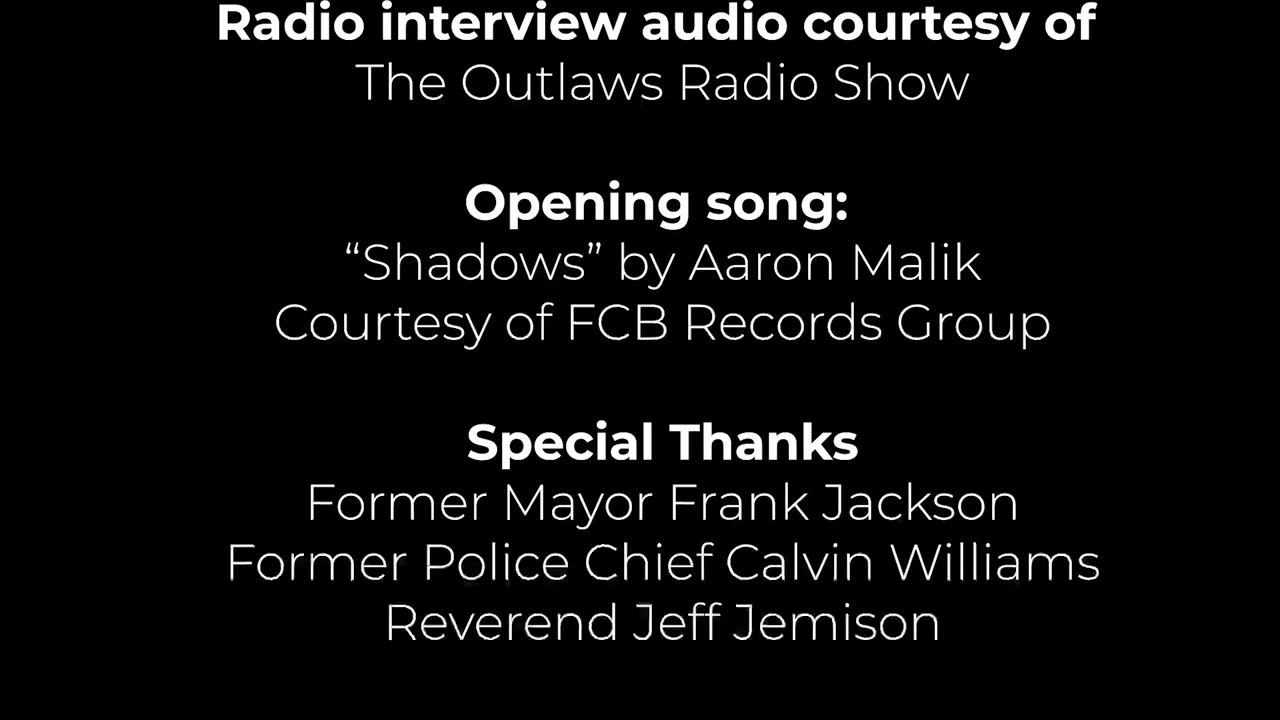 Radio interview audio courtesy of
The Outlaws Radio Show
Opening song:
“Shadows” by Aaron Malik
Courtesy of FCB Records Group
Special Thanks
Former Mayor Frank Jackson
Former Police Chief Calvin Williams
Reverend Jeff Jemison